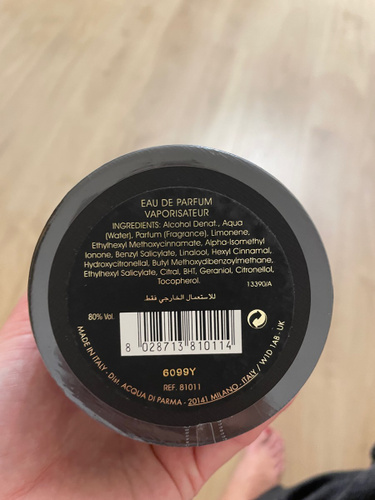 EAU DE PARFUM
VAPORISATEUR
INGREDIENTS: Alcohol Denat., Aqua
(Water), Parfum (Fragrance), Limonene,
Ethylhexyl Methoxycinnamate, Alpha-Isomethyl
Ionone, Benzyl Salicylate, Linalool, Hexyl Cinnamal,
Hydroxycitronellal, Butyl Methoxydibenzoylmethane,
Ethylhexyl Salicylate, Citral, BHT, Geraniol, Citronellol,
Tocopherol.
13390/A
للاستعمال الخارجي فقط
80% Vol.
8 028713 810114
6099Y
REF. 81011
MADE IN ITALY - Dist. ACQUA DI PARMA - 20141 MILANO - ITALY / W1D 1AB - UK